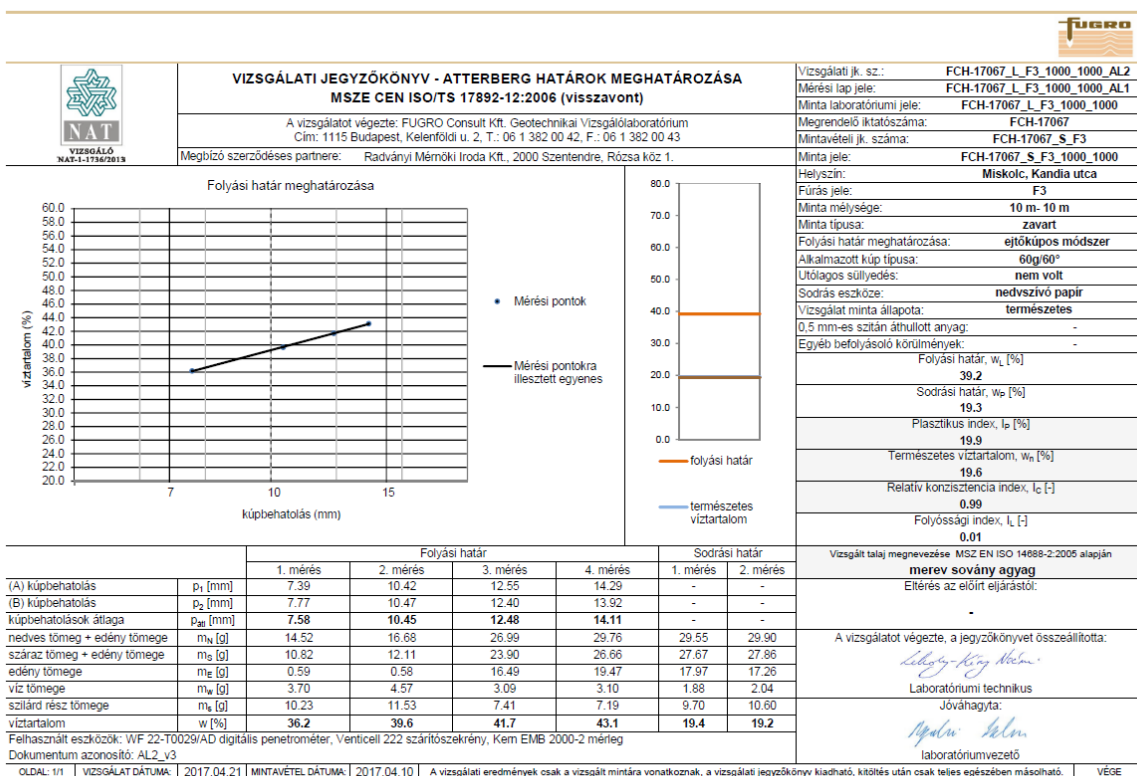 FUGRO
NAT
VIZSGÁLÓ
NAT-1-1736/2013
VIZSGÁLATI JEGYZŐKÖNYV - ATTERBERG HATÁROK MEGHATÁROZÁSA
MSZE CEN ISO/TS 17892-12:2006 (visszavont)
A vizsgálatot végezte: FUGRO Consult Kft. Geotechnikai Vizsgálólaboratórium
Cím: 1115 Budapest, Kelenföldi u. 2, T.: 06 1 382 00 42, F.: 06 1 382 00 43
Megbízó szerződéses partnere: Radványi Mérnöki Iroda Kft., 2000 Szentendre, Rózsa köz 1.
Vizsgálati jk. sz.: FCH-17067_L_F3_1000_1000_AL2
Mérési lap jele: FCH-17067_L_F3_1000_1000_AL1
Minta laboratóriumi jele: FCH-17067_L_F3_1000_1000
Megrendelő iktatószáma: FCH-17067
Mintavételi jk. száma: FCH-17067_S_F3
Minta jele: FCH-17067_S_F3_1000_1000
Helyszín: Miskolc, Kandia utca
Fúrás jele: F3
Minta mélysége: 10 m- 10 m
Minta típusa: zavart
Folyási határ meghatározása: ejtőkúpos módszer
Alkalmazott kúp típusa: 60g/60°
Utólagos süllyedés: nem volt
Sodrás eszköze: nedvszívó papír
Vizsgálat minta állapota: természetes
0,5 mm-es szitán áthullott anyag: -
Egyéb befolyásoló körülmények: -
Folyási határ, wL [%]
39.2
Sodrási határ, wP [%]
19.3
Plasztikus index, IP [%]
19.9
Természetes víztartalom, wn [%]
19.6
Relatív konzisztencia index, IC [-]
0.99
Folyóssági index, IL [-]
0.01
Vizsgált talaj megnevezése MSZ EN ISO 14688-2:2005 alapján
merev sovány agyag
Eltérés az előírt eljárástól:
-
A vizsgálatot végezte, a jegyzőkönyvet összeállította:
Laboratóriumi technikus
Jóváhagyta:
laboratóriumvezető
Folyási határ meghatározása
víztartalom (%)
60.0
58.0
56.0
54.0
52.0
50.0
48.0
46.0
44.0
42.0
40.0
38.0
36.0
34.0
32.0
30.0
28.0
26.0
24.0
22.0
20.0
7 10 15
kúpbehatolás (mm)
Mérési pontok
Mérési pontokra
illesztett egyenes
80.0
70.0
60.0
50.0
40.0
30.0
20.0
10.0
0.0
folyási határ
természetes
víztartalom
Folyási határ Sodrási határ
1. mérés 2. mérés 3. mérés 4. mérés 1. mérés 2. mérés
(A) kúpbehatolás p1 [mm] 7.39 10.42 12.55 14.29 - -
(B) kúpbehatolás p2 [mm] 7.77 10.47 12.40 13.92 - -
kúpbehatolások átlaga pátl [mm] 7.58 10.45 12.48 14.11 - -
nedves tömeg + edény tömege mN [g] 14.52 16.68 26.99 29.76 29.55 29.90
száraz tömeg + edény tömege mS [g] 10.82 12.11 23.90 26.66 27.67 27.86
edény tömege mE [g] 0.59 0.58 16.49 19.47 17.97 17.26
víz tömege mw [g] 3.70 4.57 3.09 3.10 1.88 2.04
szilárd rész tömege ms [g] 10.23 11.53 7.41 7.19 9.70 10.60
víztartalom w [%] 36.2 39.6 41.7 43.1 19.4 19.2
Felhasznált eszközök: WF 22-T0029/AD digitális penetrométer, Venticell 222 szárítószekrény, Kern EMB 2000-2 mérleg
Dokumentum azonosító: AL2_v3
OLDAL: 1/1 VIZSGÁLAT DÁTUMA: 2017.04.21 MINTAVÉTEL DÁTUMA: 2017.04.10 A vizsgálati eredmények csak a vizsgált mintára vonatkoznak, a vizsgálati jegyzőkönyv kiadható, kitöltés után csak teljes egészében másolható. VÉGE